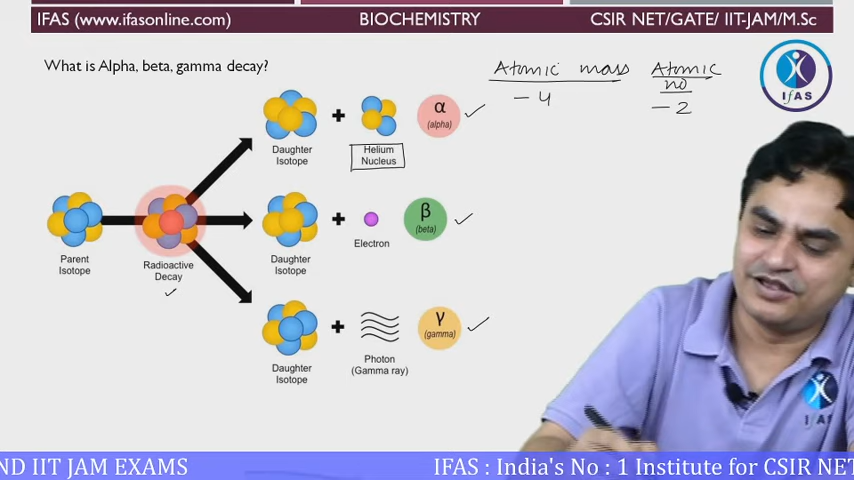 IFAS (www.ifasonline.com)
BIOCHEMISTRY
CSIR NET/GATE/ IIT-JAM/M.Sc
What is Alpha, beta, gamma decay?
Atomic mass
Atomic
no
- 4
- 2
IFAS
+
α
(alpha)
Daughter
Isotope
Helium
Nucleus
+
β
(beta)
Electron
Parent
Isotope
Radioactive
Decay
Daughter
Isotope
+
γ
(gamma)
Photon
(Gamma ray)
Daughter
Isotope
IFAS
ND IIT JAM EXAMS
IFAS : India's No : 1 Institute for CSIR NET